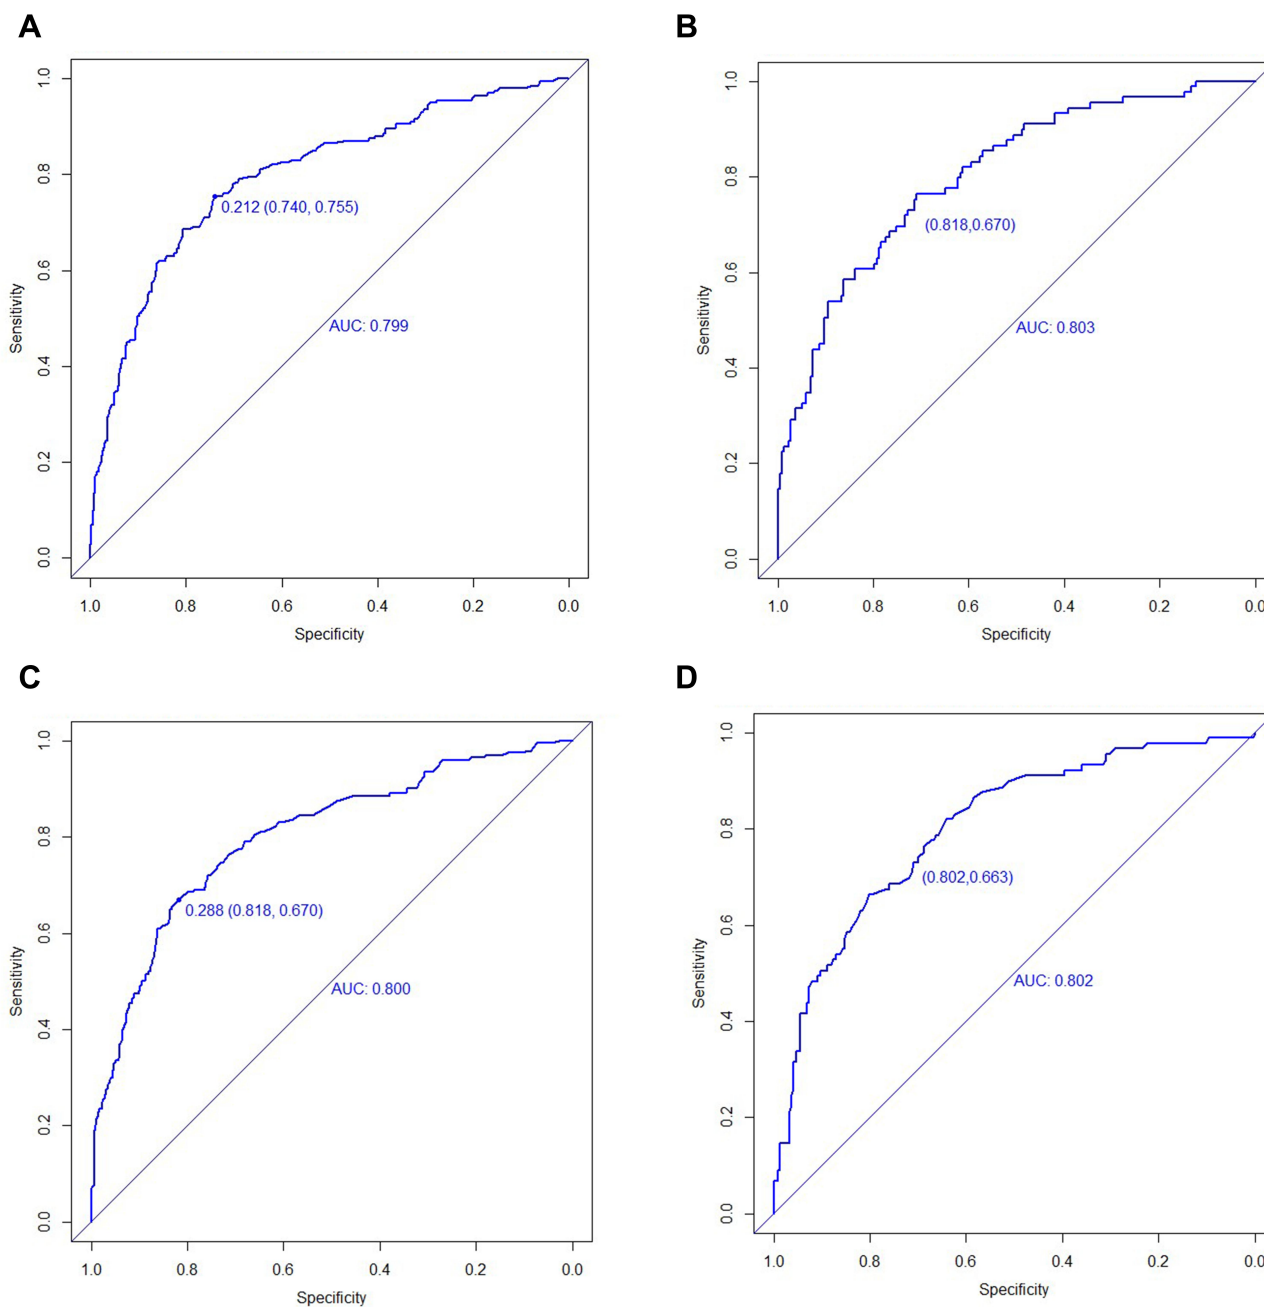 A
1.0
0.8
0.6
0.4
0.2
0.0
Sensitivity
0.212 (0.740, 0.755)
AUC: 0.799
1.0 0.8 0.6 0.4 0.2 0.0
Specificity
B
1.0
0.8
0.6
0.4
0.2
0.0
Sensitivity
(0.818,0.670)
AUC: 0.803
1.0 0.8 0.6 0.4 0.2 0.0
Specificity
C
1.0
0.8
0.6
0.4
0.2
0.0
Sensitivity
0.288 (0.818, 0.670)
AUC: 0.800
1.0 0.8 0.6 0.4 0.2 0.0
Specificity
D
1.0
0.8
0.6
0.4
0.2
0.0
Sensitivity
(0.802,0.663)
AUC: 0.802
1.0 0.8 0.6 0.4 0.2 0.0
Specificity